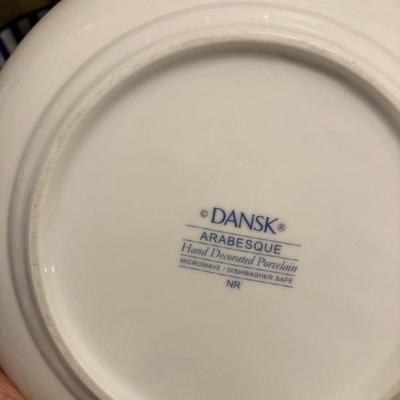 © DANSK®
ARABESQUE
Hand Decorated Porcelain
MICROWAVE / DISHWASHER SAFE
NR